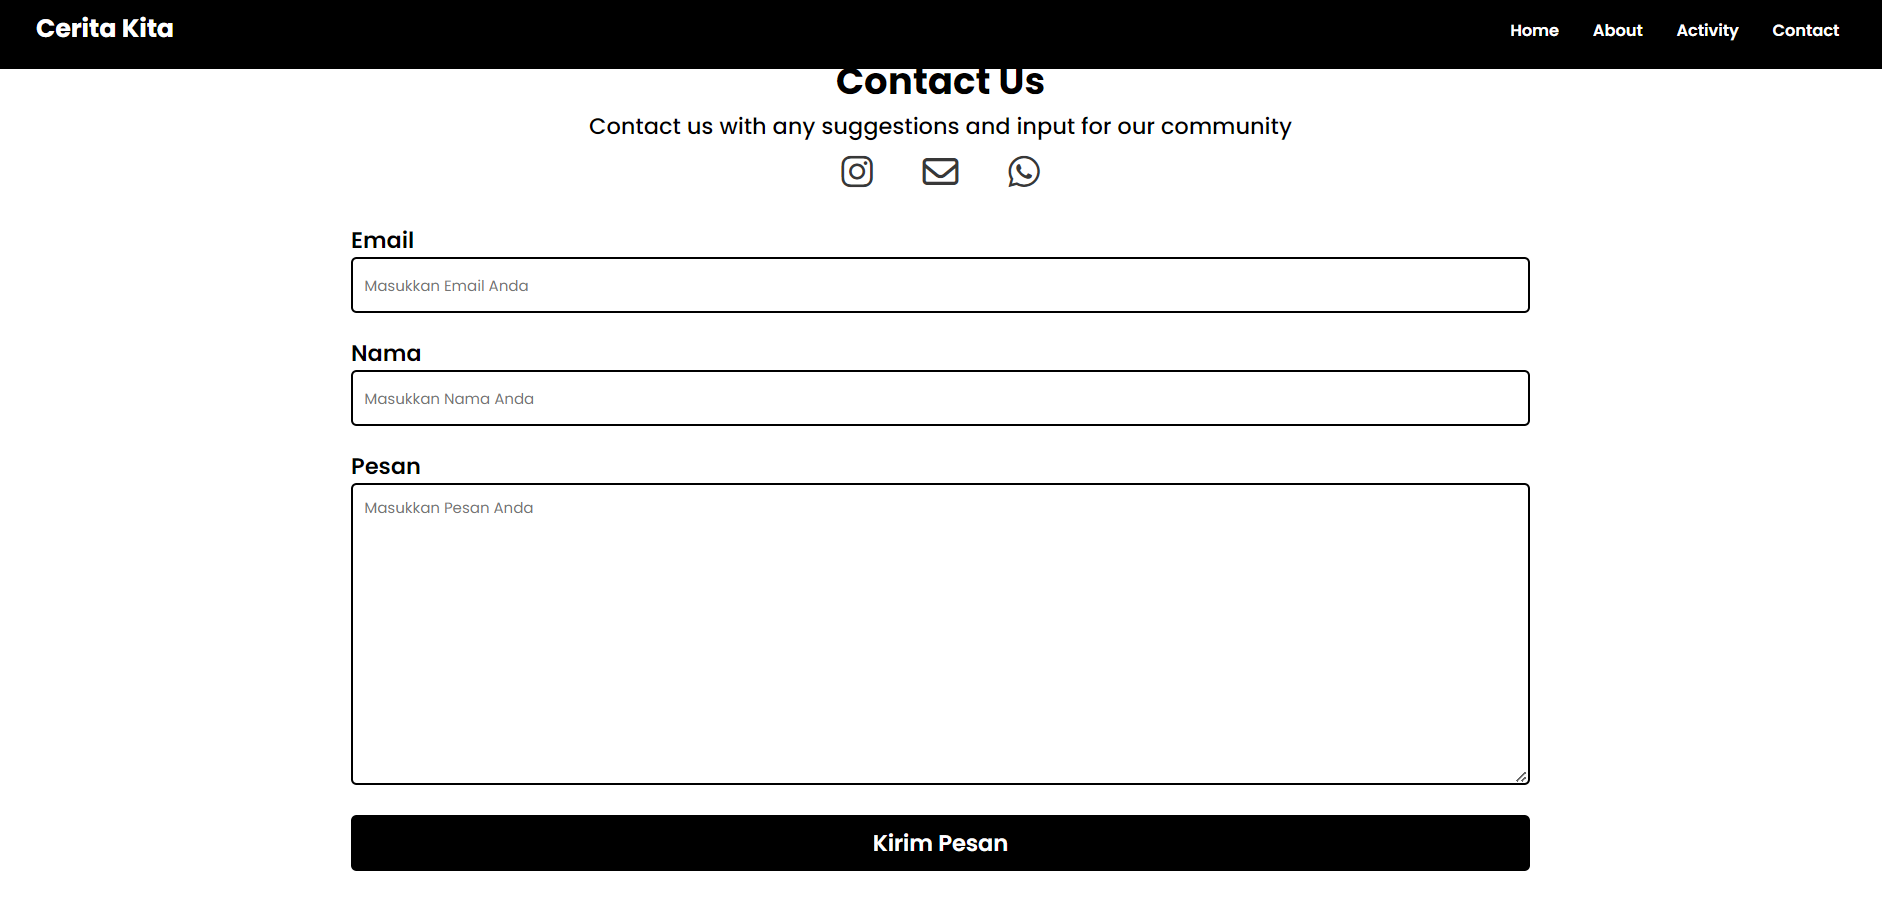 Cerita Kita
Home About Activity Contact
Contact Us
Contact us with any suggestions and input for our community
Email
Masukkan Email Anda
Nama
Masukkan Nama Anda
Pesan
Masukkan Pesan Anda
Kirim Pesan